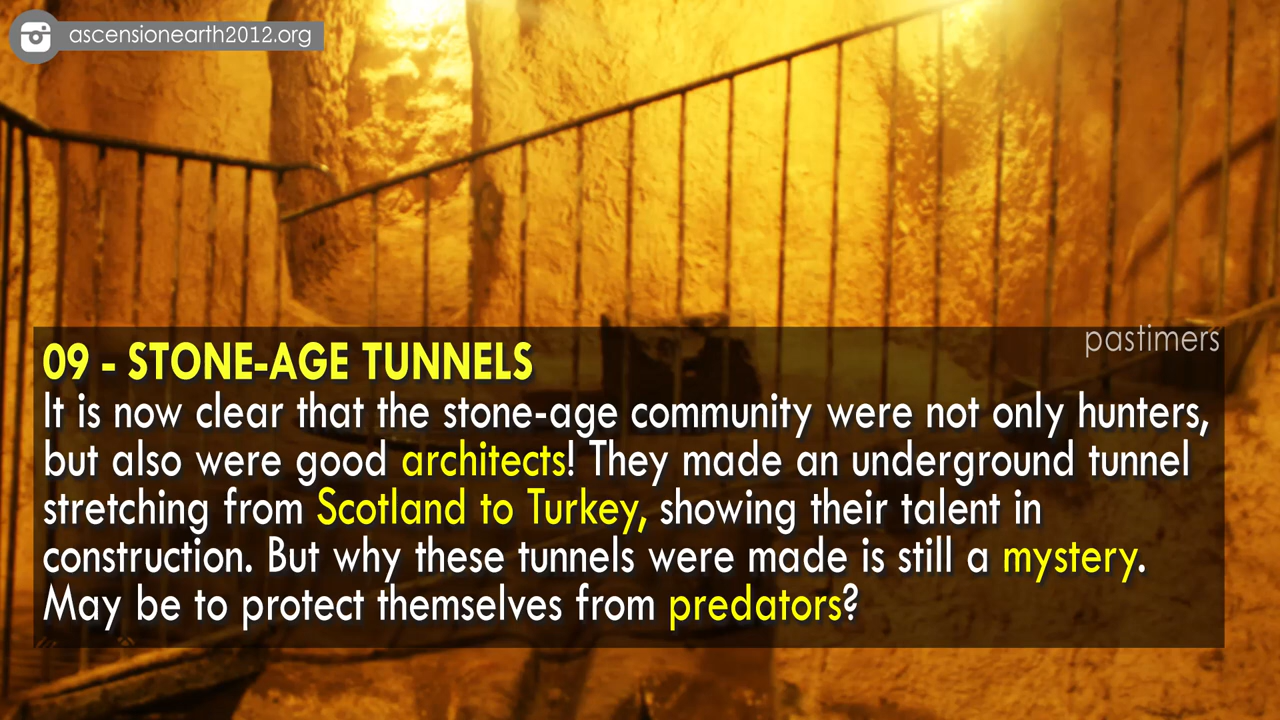 ascensionearth2012.org
pastimers
09 - STONE-AGE TUNNELS
It is now clear that the stone-age community were not only hunters,
but also were good architects! They made an underground tunnel
stretching from Scotland to Turkey, showing their talent in
construction. But why these tunnels were made is still a mystery.
May be to protect themselves from predators?